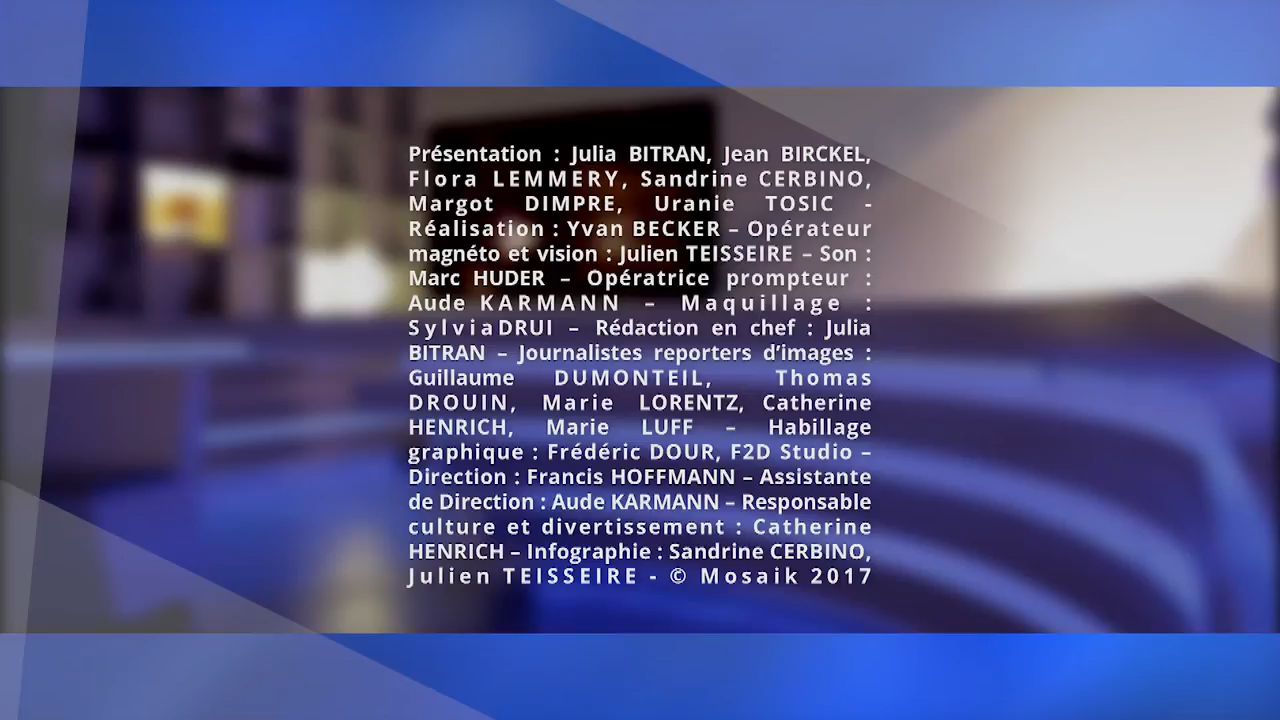 Présentation : Julia BITRAN, Jean BIRCKEL,
Flora LEMMERY, Sandrine CERBINO,
Margot DIMPRE, Uranie TOSIC -
Réalisation : Yvan BECKER – Opérateur
magnéto et vision : Julien TEISSEIRE – Son :
Marc HUDER – Opératrice prompteur :
Aude KARMANN – Maquillage :
SylviaDRUI – Rédaction en chef : Julia
BITRAN – Journalistes reporters d’images :
Guillaume DUMONTEIL, Thomas
DROUIN, Marie LORENTZ, Catherine
HENRICH, Marie LUFF – Habillage
graphique : Frédéric DOUR, F2D Studio –
Direction : Francis HOFFMANN – Assistante
de Direction : Aude KARMANN – Responsable
culture et divertissement : Catherine
HENRICH – Infographie : Sandrine CERBINO,
Julien TEISSEIRE - © Mosaik 2017